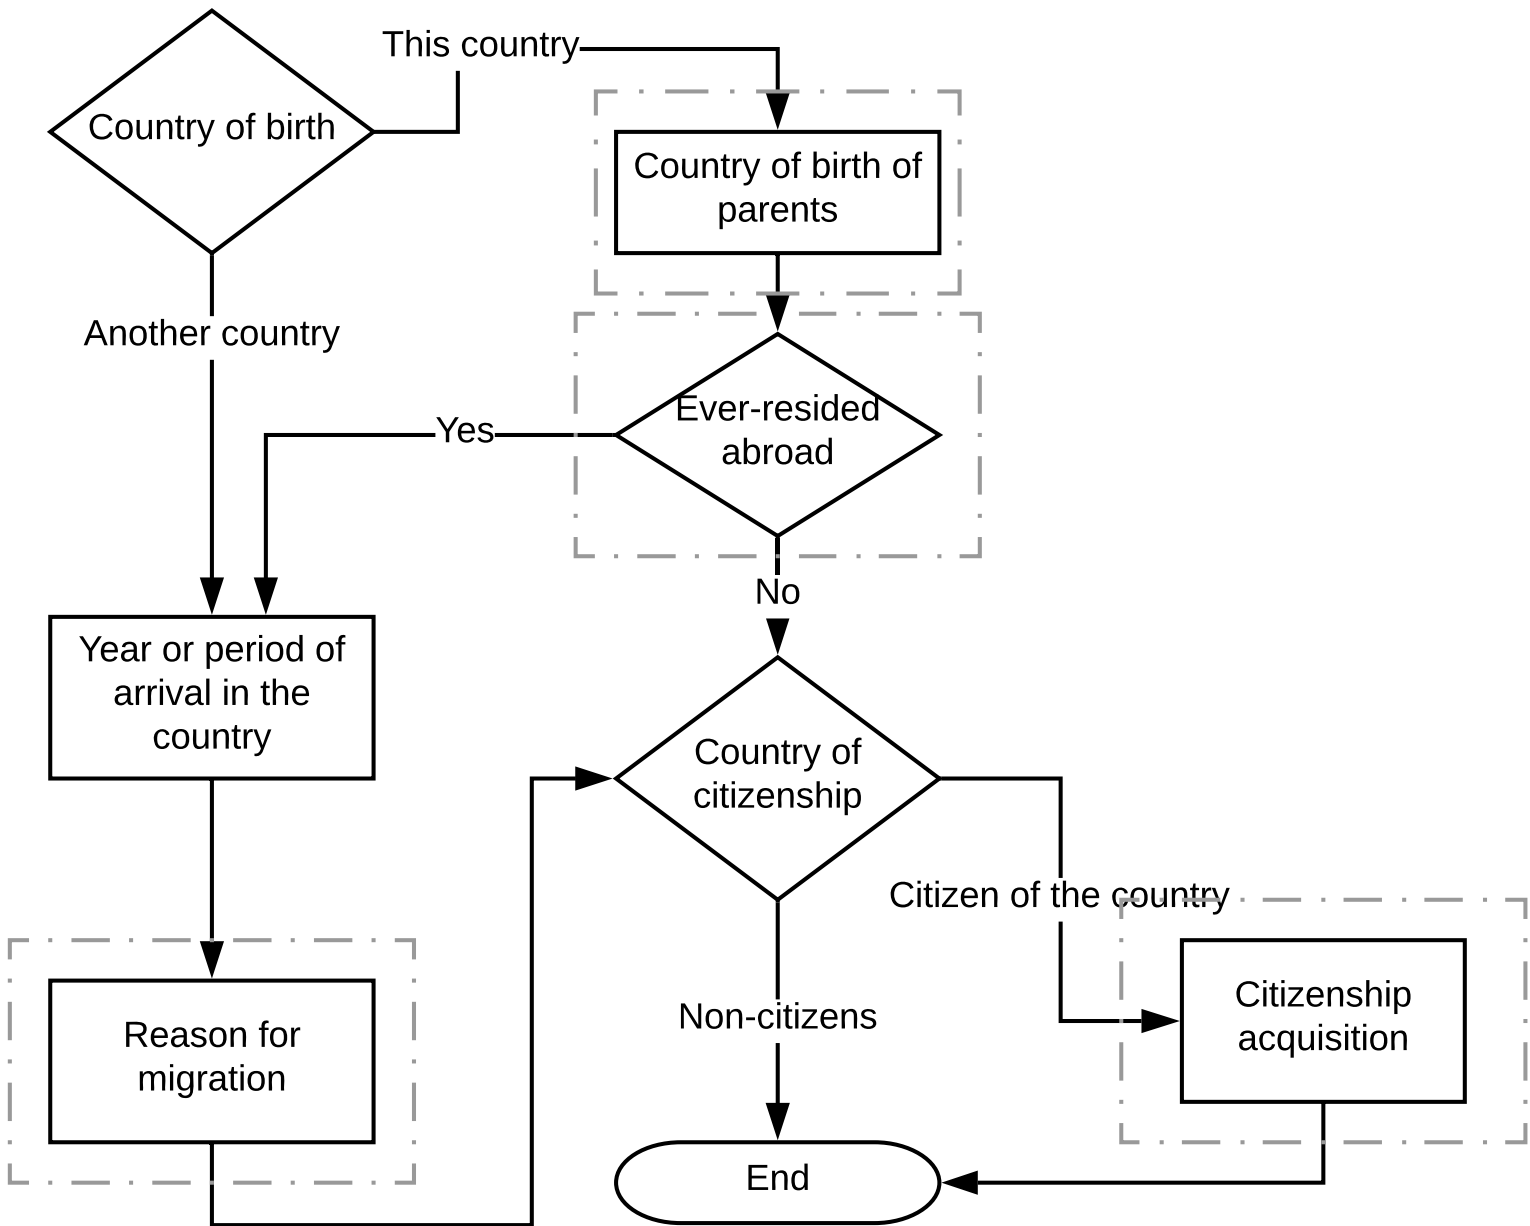 This country
Country of birth
Country of birth of
parents
Another country
Ever-resided
abroad
Yes
No
Year or period of
arrival in the
country
Country of
citizenship
Citizen of the country
Citizenship
acquisition
Non-citizens
Reason for
migration
End